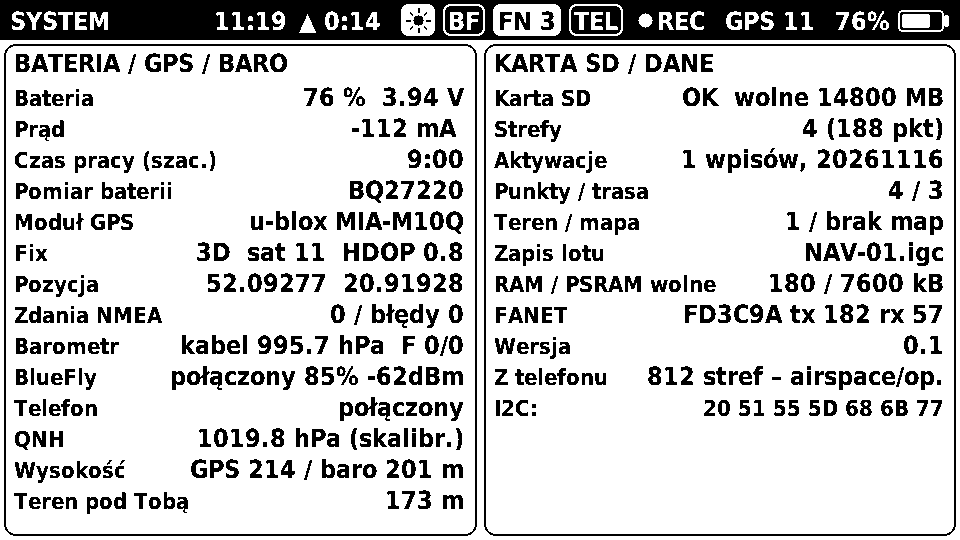 SYSTEM 11:19 ▲ 0:14 ☀ BF FN 3 TEL ●REC GPS 11 76%
BATERIA / GPS / BARO
Bateria 76 % 3.94 V
Prąd -112 mA
Czas pracy (szac.) 9:00
Pomiar baterii BQ27220
Moduł GPS u-blox MIA-M10Q
Fix 3D sat 11 HDOP 0.8
Pozycja 52.09277 20.91928
Zdania NMEA 0 / błędy 0
Barometr kabel 995.7 hPa F 0/0
BlueFly połączony 85% -62dBm
Telefon połączony
QNH 1019.8 hPa (skalibr.)
Wysokość GPS 214 / baro 201 m
Teren pod Tobą 173 m
KARTA SD / DANE
Karta SD OK wolne 14800 MB
Strefy 4 (188 pkt)
Aktywacje 1 wpisów, 20261116
Punkty / trasa 4 / 3
Teren / mapa 1 / brak map
Zapis lotu NAV-01.igc
RAM / PSRAM wolne 180 / 7600 kB
FANET FD3C9A tx 182 rx 57
Wersja 0.1
Z telefonu 812 stref – airspace/op.
I2C: 20 51 55 5D 68 6B 77